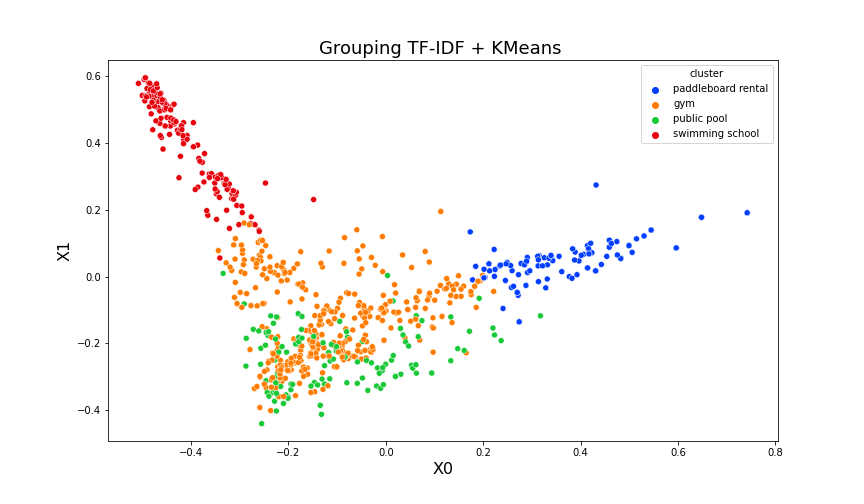 Grouping TF-IDF + KMeans
cluster
paddleboard rental
gym
public pool
swimming school
0.6
0.4
0.2
0.0
−0.2
−0.4
X1
−0.4
−0.2
0.0
0.2
0.4
0.6
0.8
X0